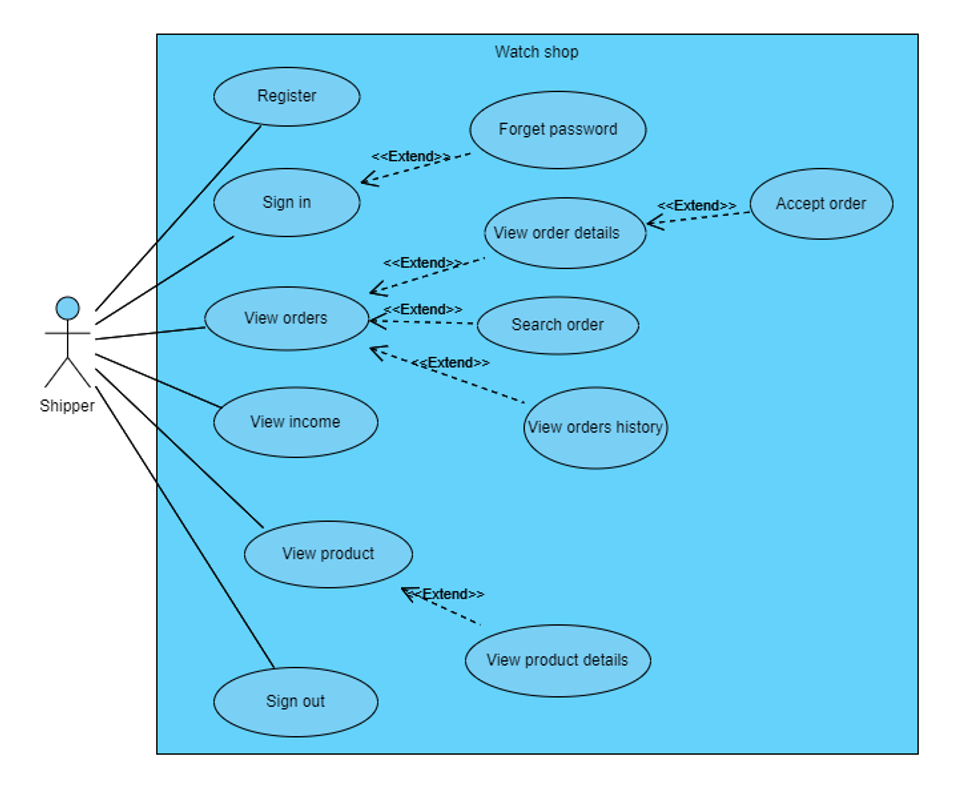 Watch shop
Register
Forget password
<<Extend>>
Sign in
<<Extend>>
Accept order
View order details
<<Extend>>
View orders
<<Extend>>
Search order
<<Extend>>
Shipper
View income
View orders history
View product
<<Extend>>
View product details
Sign out